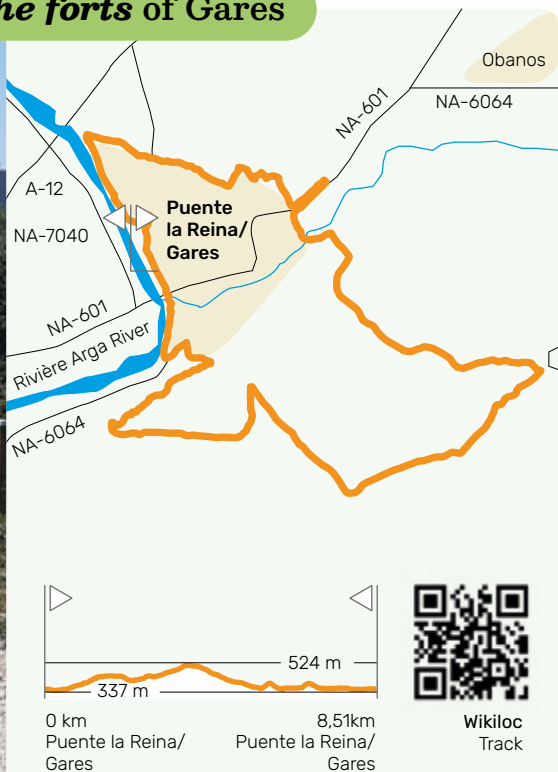 he forts of Gares
Obanos
NA-601
NA-6064
A-12
NA-7040
Puente
la Reina/
Gares
NA-601
Rivière Arga River
NA-6064
524 m
337 m
0 km
Puente la Reina/
Gares
8,51km
Puente la Reina/
Gares
Wikiloc
Track